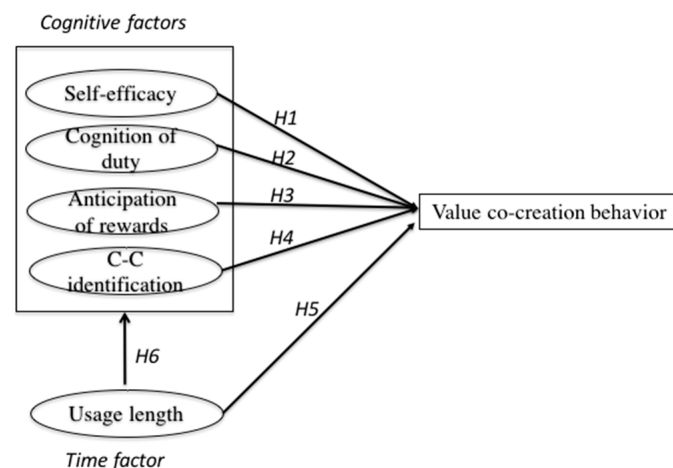 Cognitive factors
Self-efficacy
H1
Cognition of
duty
H2
Anticipation
of rewards
H3
C-C
identification
H4
Value co-creation behavior
H5
H6
Usage length
Time factor